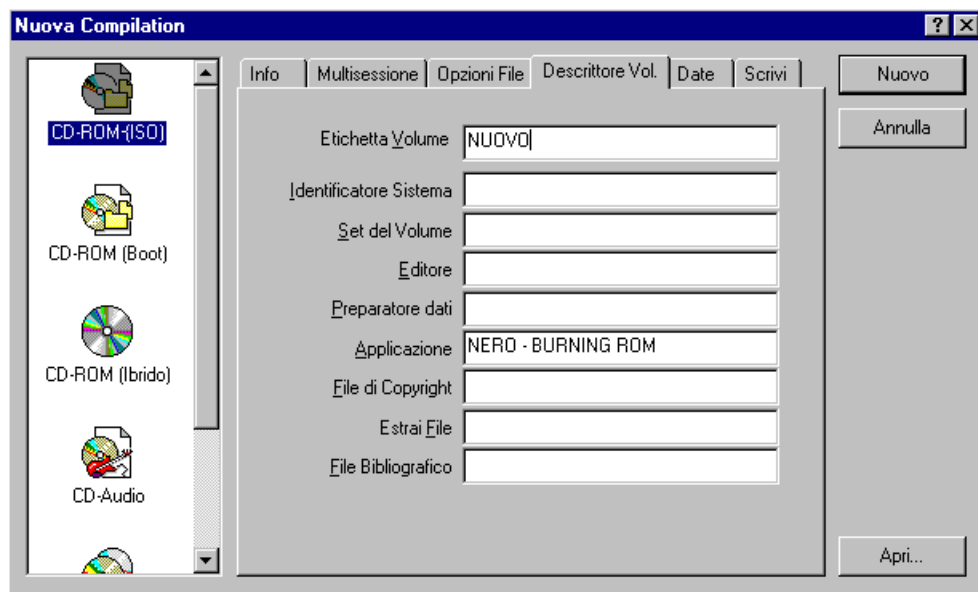 Nuova Compilation
CD-ROM-(ISO)
CD-ROM (Boot)
CD-ROM (Ibrido)
CD-Audio
Info Multisessione Opzioni File Descrittore Vol. Date Scrivi
Etichetta Volume NUOVO
Identificatore Sistema
Set del Volume
Editore
Preparatore dati
Applicazione NERO - BURNING ROM
File di Copyright
Estrai File
File Bibliografico
Nuovo
Annulla
Apri...